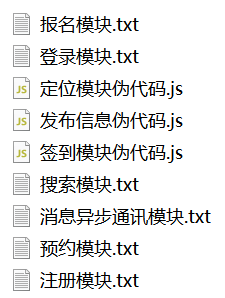 报名模块.txt
登录模块.txt
JS 定位模块伪代码.js
JS 发布信息伪代码.js
JS 签到模块伪代码.js
搜索模块.txt
消息异步通讯模块.txt
预约模块.txt
注册模块.txt